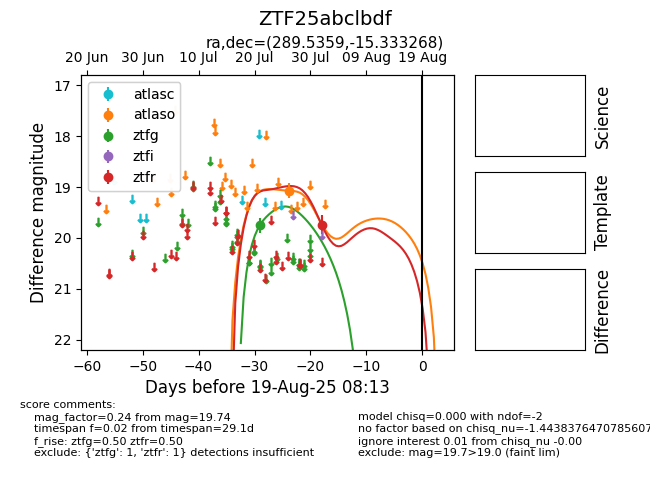 ZTF25abclbdf
ra,dec=(289.5359,-15.333268)
20 Jun 30 Jun 10 Jul 20 Jul 30 Jul 09 Aug 19 Aug
17
18
19
20
21
22
Difference magnitude
atlasc
atlaso
ztfg
ztfi
ztfr
−60 −50 −40 −30 −20 −10 0
Days before 19-Aug-25 08:13
Science
Template
Difference
score comments:
mag_factor=0.24 from mag=19.74
timespan f=0.02 from timespan=29.1d
f_rise: ztfg=0.50 ztfr=0.50
exclude: {'ztfg': 1, 'ztfr': 1} detections insufficient
model chisq=0.000 with ndof=-2
no factor based on chisq_nu=-1.4438376470785607
ignore interest 0.01 from chisq_nu -0.00
exclude: mag=19.7>19.0 (faint lim)